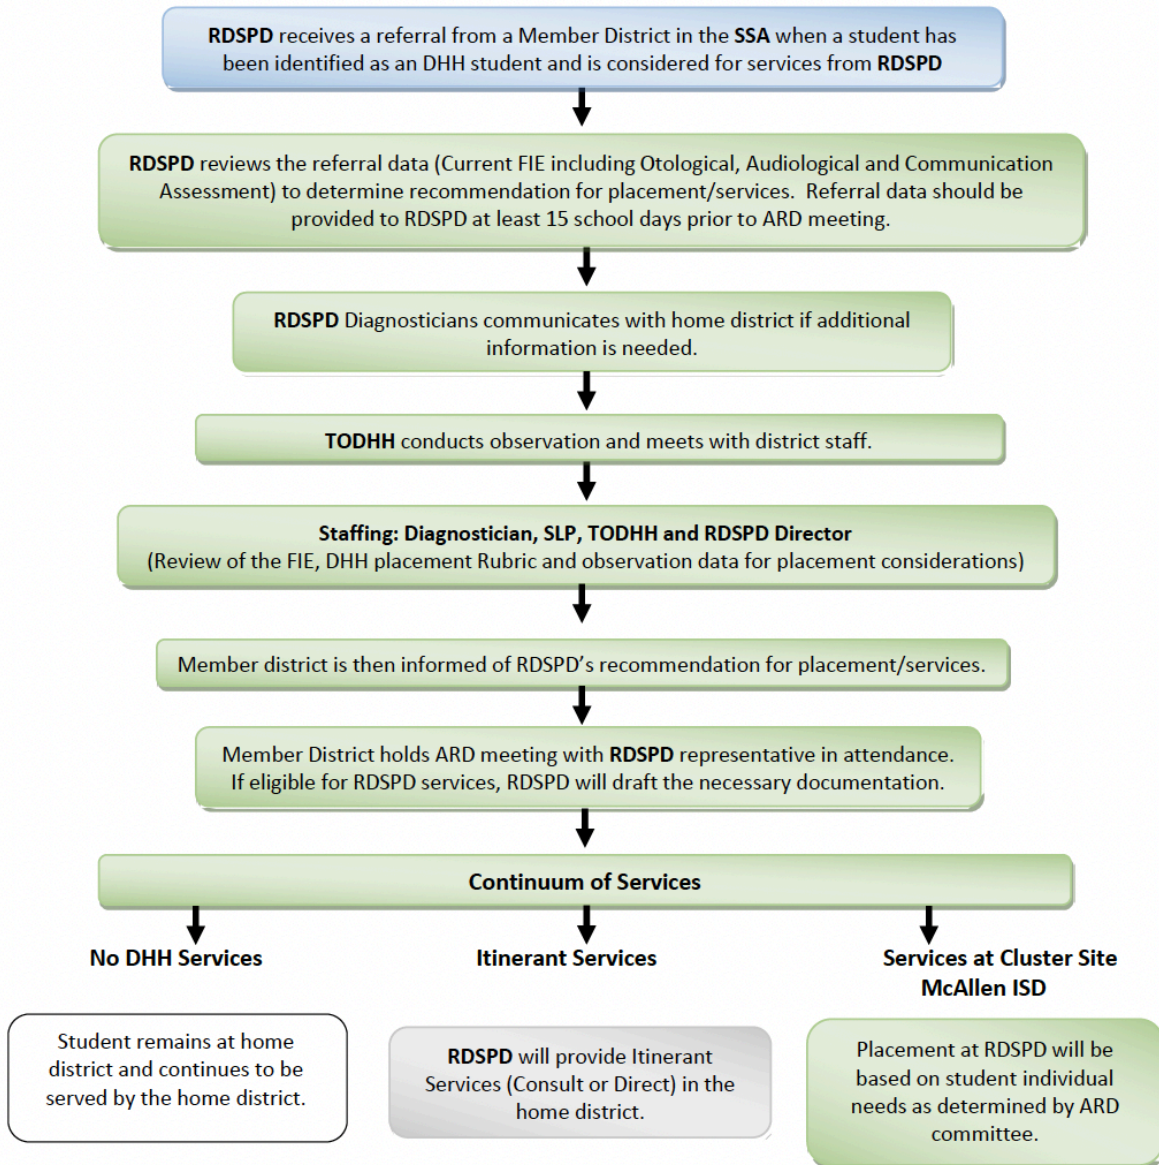 RDSPD receives a referral from a Member District in the SSA when a student has
been identified as an DHH student and is considered for services from RDSPD
RDSPD reviews the referral data (Current FIE including Otological, Audiological and Communication
Assessment) to determine recommendation for placement/services.  Referral data should be
provided to RDSPD at least 15 school days prior to ARD meeting.
RDSPD Diagnosticians communicates with home district if additional
information is needed.
TODHH conducts observation and meets with district staff.
Staffing: Diagnostician, SLP, TODHH and RDSPD Director
(Review of the FIE, DHH placement Rubric and observation data for placement considerations)
Member district is then informed of RDSPD's recommendation for placement/services.
Member District holds ARD meeting with RDSPD representative in attendance.
If eligible for RDSPD services, RDSPD will draft the necessary documentation.
Continuum of Services
No DHH Services
Student remains at home
district and continues to be
served by the home district.
Itinerant Services
RDSPD will provide Itinerant
Services (Consult or Direct) in the
home district.
Services at Cluster Site
McAllen ISD
Placement at RDSPD will be
based on student individual
needs as determined by ARD
committee.